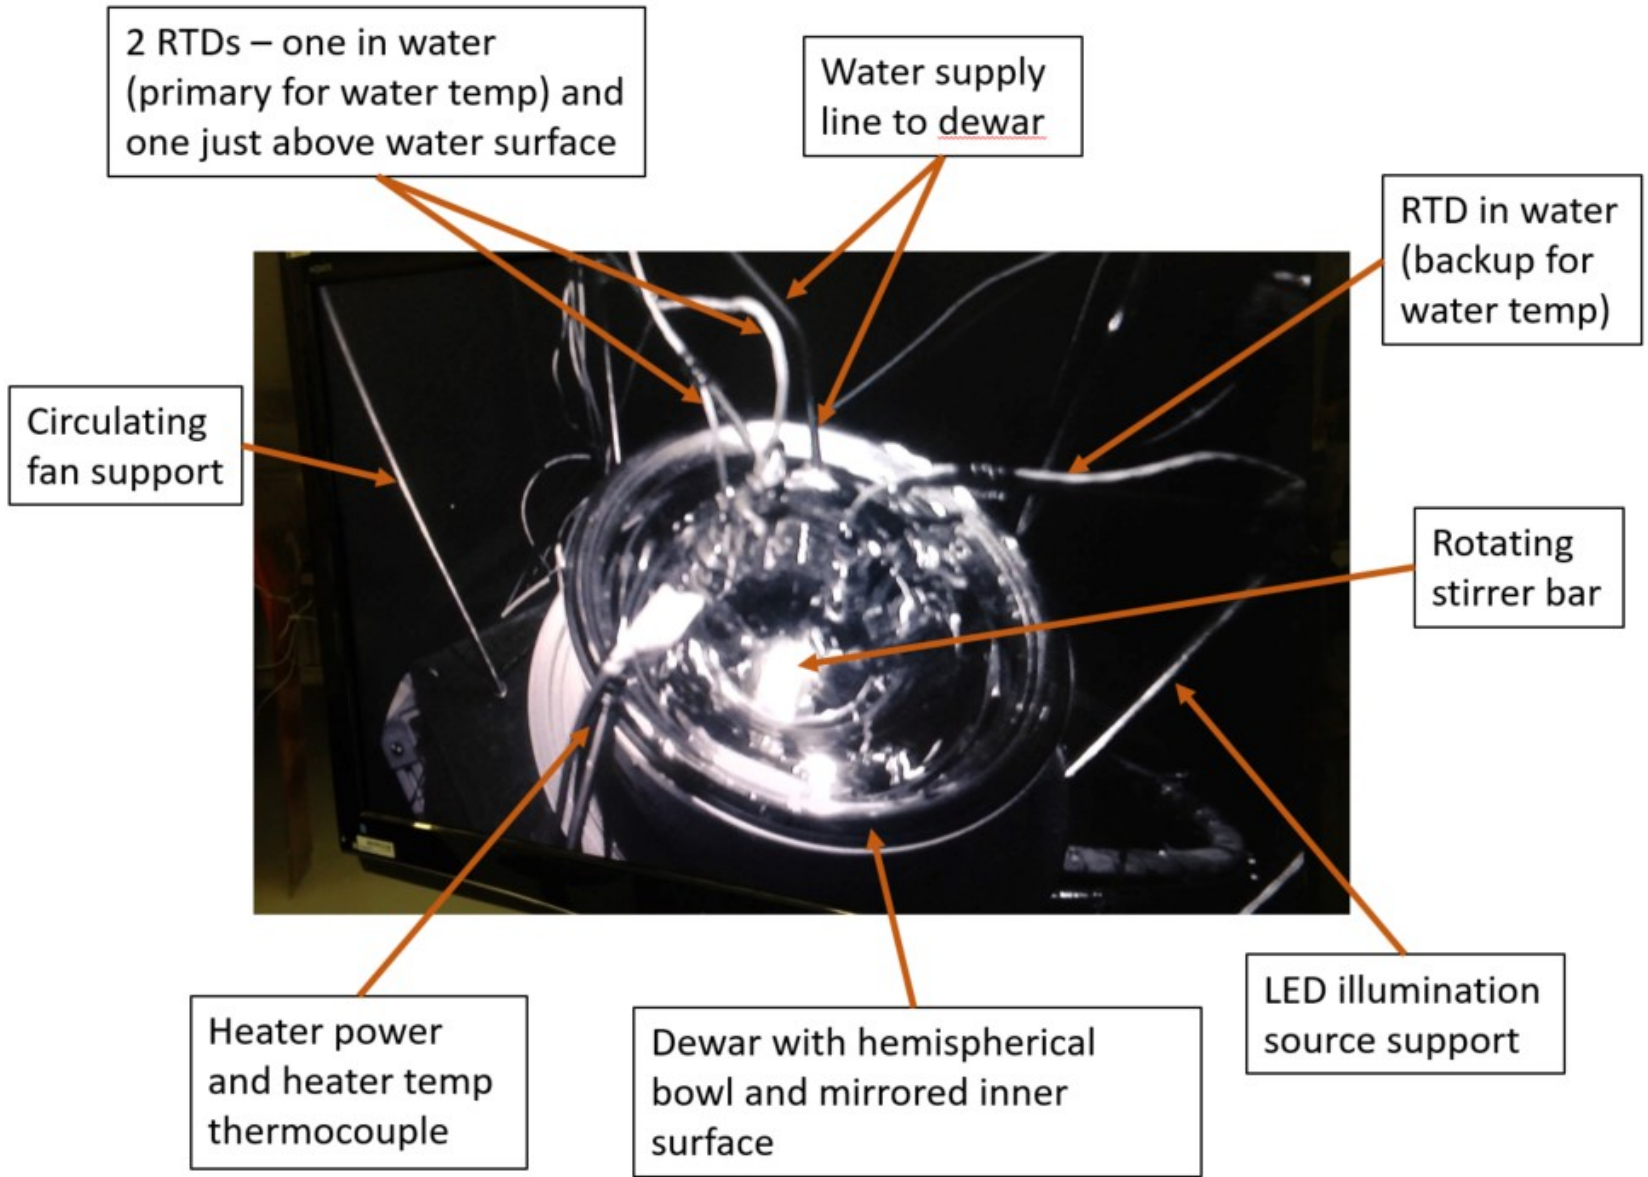 2 RTDs – one in water
(primary for water temp) and
one just above water surface
Water supply
line to dewar
RTD in water
(backup for
water temp)
Circulating
fan support
Rotating
stirrer bar
LED illumination
source support
Heater power
and heater temp
thermocouple
Dewar with hemispherical
bowl and mirrored inner
surface